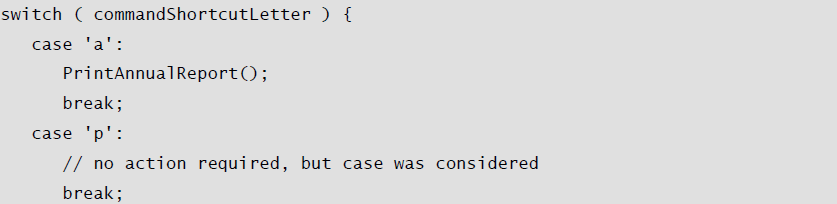 switch ( commandShortcutLetter ) {
   case 'a':
      PrintAnnualReport();
      break;
   case 'p':
      // no action required, but case was considered
      break;